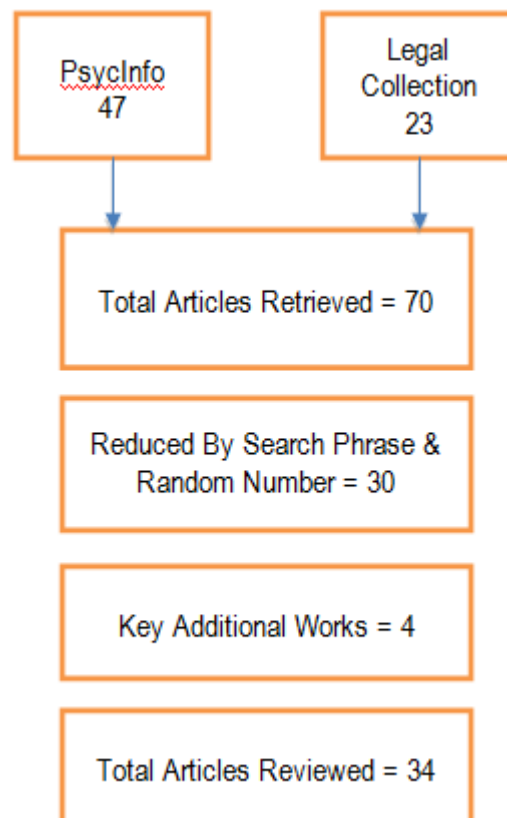 PsycInfo
47
Legal
Collection
23
Total Articles Retrieved = 70
Reduced By Search Phrase &
Random Number = 30
Key Additional Works = 4
Total Articles Reviewed = 34